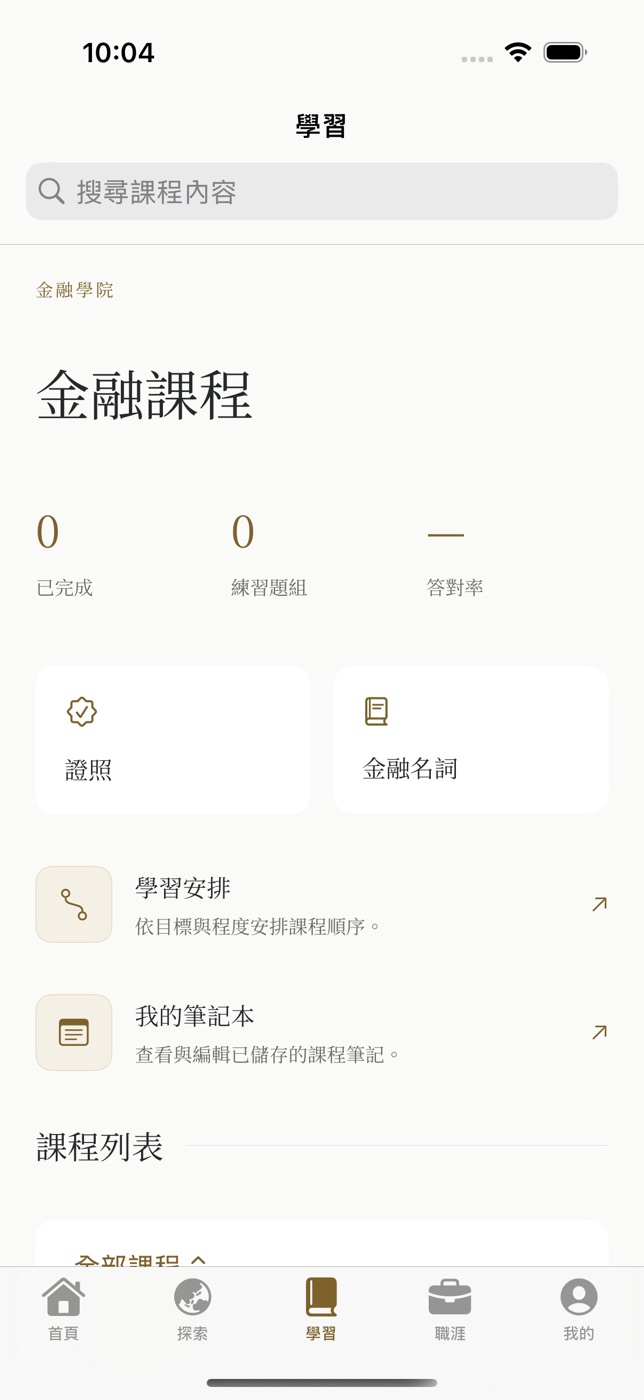 10:04
學習
搜尋課程內容
金融學院
金融課程
0
0
—
已完成
練習題組
答對率
證照
金融名詞
學習安排
依目標與程度安排課程順序。
我的筆記本
查看與編輯已儲存的課程筆記。
課程列表
全部課程
首頁
探索
學習
職涯
我的